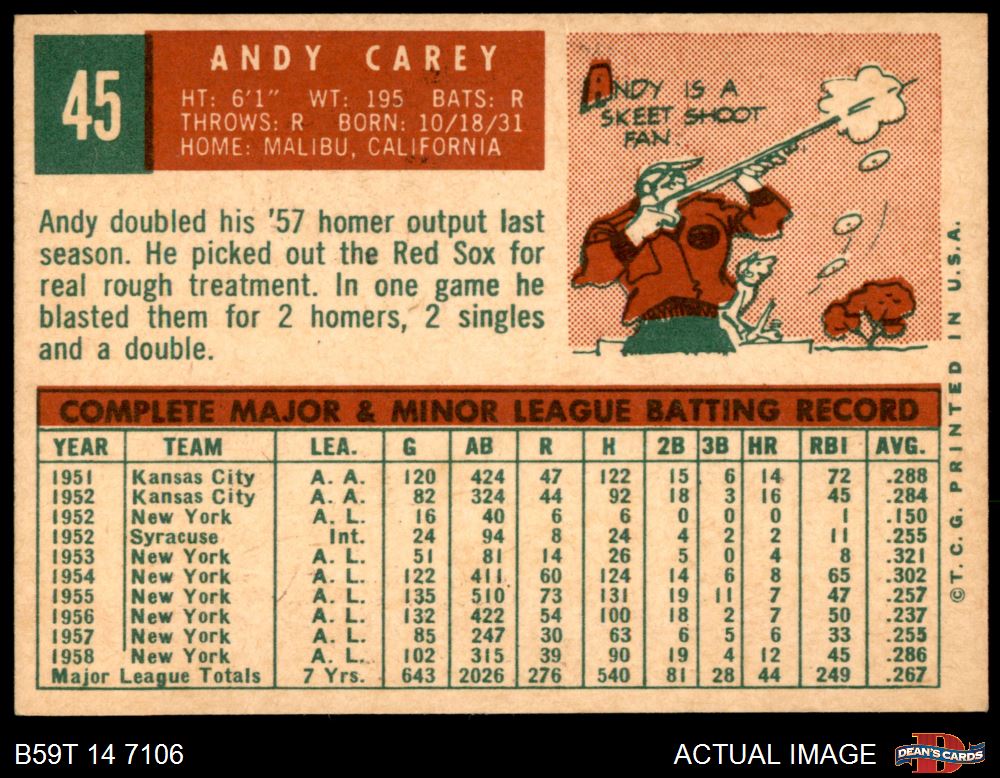 45
ANDY CAREY
HT: 6'1" WT: 195 BATS: R
THROWS: R BORN: 10/18/31
HOME: MALIBU, CALIFORNIA
ANDY IS A
SKEET SHOOT
FAN.
Andy doubled his '57 homer output last
season. He picked out the Red Sox for
real rough treatment. In one game he
blasted them for 2 homers, 2 singles
and a double.
COMPLETE MAJOR & MINOR LEAGUE BATTING RECORD
YEAR TEAM LEA. G AB R H 2B 3B HR RBI AVG.
1951 Kansas City A. A. 120 424 47 122 15 6 14 72 .288
1952 Kansas City A. A. 82 324 44 92 18 3 16 45 .284
1952 New York A. L. 16 40 6 6 0 0 0 1 .150
1952 Syracuse Int. 24 94 8 24 4 2 2 11 .255
1953 New York A. L. 51 81 14 26 5 0 4 8 .321
1954 New York A. L. 122 411 60 124 14 6 8 65 .302
1955 New York A. L. 135 510 73 131 19 11 7 47 .257
1956 New York A. L. 132 422 54 100 18 2 7 50 .237
1957 New York A. L. 85 247 30 63 6 5 6 33 .255
1958 New York A. L. 102 315 39 90 19 4 12 45 .286
Major League Totals 7 Yrs. 643 2026 276 540 81 28 44 249 .267
©T. C. G. PRINTED IN U.S.A.
B59T 14 7106
ACTUAL IMAGE
DEAN'S CARDS